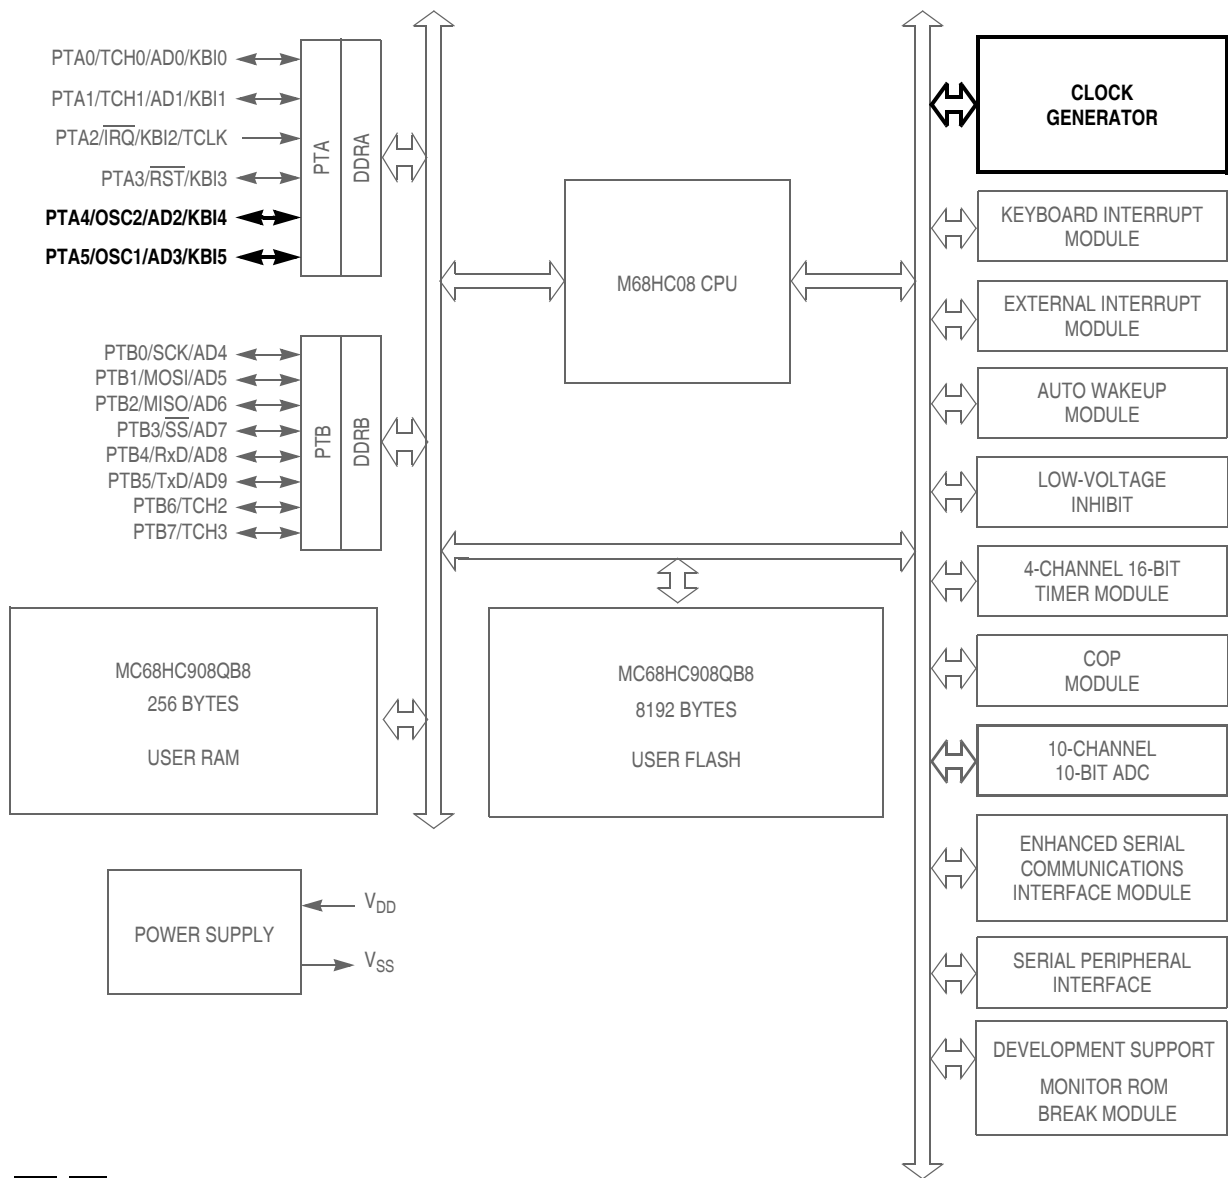 PTA0/TCH0/AD0/KBI0
PTA1/TCH1/AD1/KBI1
PTA2/IRQ/KBI2/TCLK
PTA3/RST/KBI3
PTA4/OSC2/AD2/KBI4
PTA5/OSC1/AD3/KBI5
PTA
DDRA
PTB0/SCK/AD4
PTB1/MOSI/AD5
PTB2/MISO/AD6
PTB3/SS/AD7
PTB4/RxD/AD8
PTB5/TxD/AD9
PTB6/TCH2
PTB7/TCH3
PTB
DDRB
M68HC08 CPU
MC68HC908QB8
256 BYTES
USER RAM
MC68HC908QB8
8192 BYTES
USER FLASH
POWER SUPPLY
VDD
VSS
CLOCK
GENERATOR
KEYBOARD INTERRUPT
MODULE
EXTERNAL INTERRUPT
MODULE
AUTO WAKEUP
MODULE
LOW-VOLTAGE
INHIBIT
4-CHANNEL 16-BIT
TIMER MODULE
COP
MODULE
10-CHANNEL
10-BIT ADC
ENHANCED SERIAL
COMMUNICATIONS
INTERFACE MODULE
SERIAL PERIPHERAL
INTERFACE
DEVELOPMENT SUPPORT
MONITOR ROM
BREAK MODULE